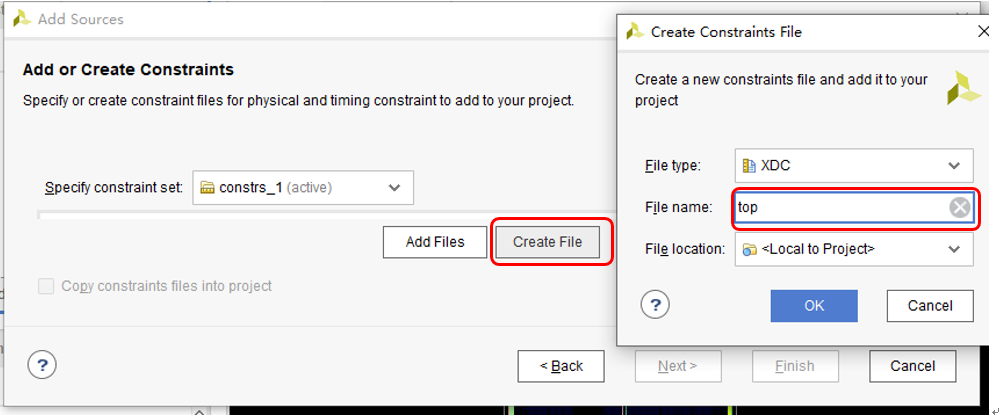 Add Sources
Add or Create Constraints
Specify or create constraint files for physical and timing constraint to add to your project.
Specify constraint set: constrs_1 (active)
Add Files Create File
Copy constraints files into project
? < Back Next > Finish Cancel
Create Constraints File
Create a new constraints file and add it to your
project
File type: XDC
File name: top
File location: <Local to Project>
? OK Cancel